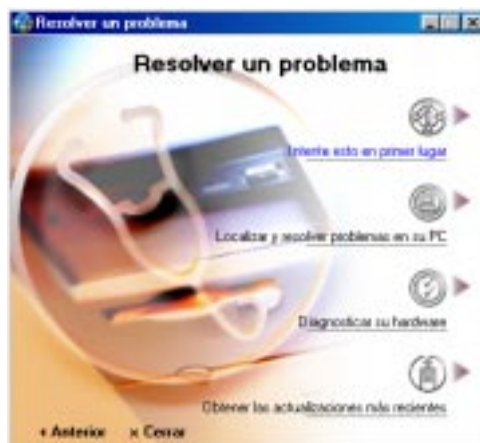 Resolver un problema
Resolver un problema
Intente esto en primer lugar
Localizar y resolver problemas en su PC
Diagnosticar su hardware
Obtener las actualizaciones más recientes
Anterior × Cerrar